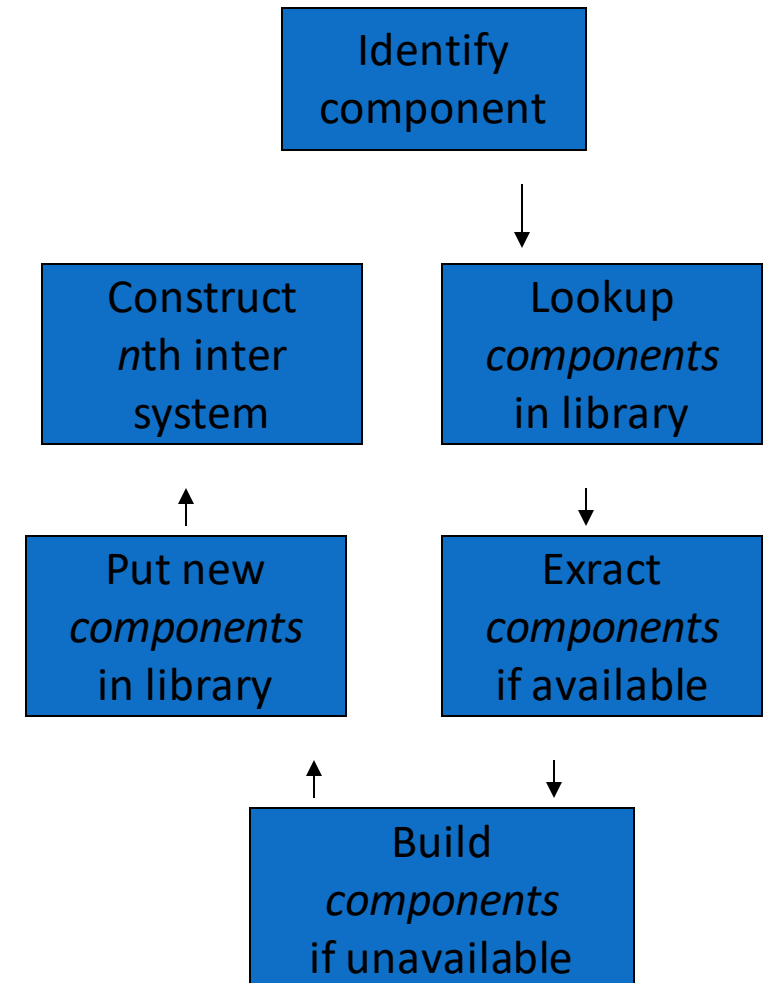 Identify
component
Construct
nth inter
system
Lookup
components
in library
Put new
components
in library
Exract
components
if available
Build
components
if unavailable